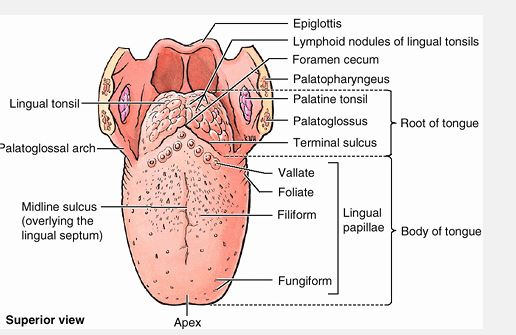 Epiglottis
Lymphoid nodules of lingual tonsils
Foramen cecum
Palatopharyngeus
Lingual tonsil
Palatine tonsil
Palatoglossus
Root of tongue
Terminal sulcus
Palatoglossal arch
Vallate
Foliate
Midline sulcus
(overlying the
lingual septum)
Filiform
Lingual
papillae
Body of tongue
Fungiform
Superior view
Apex